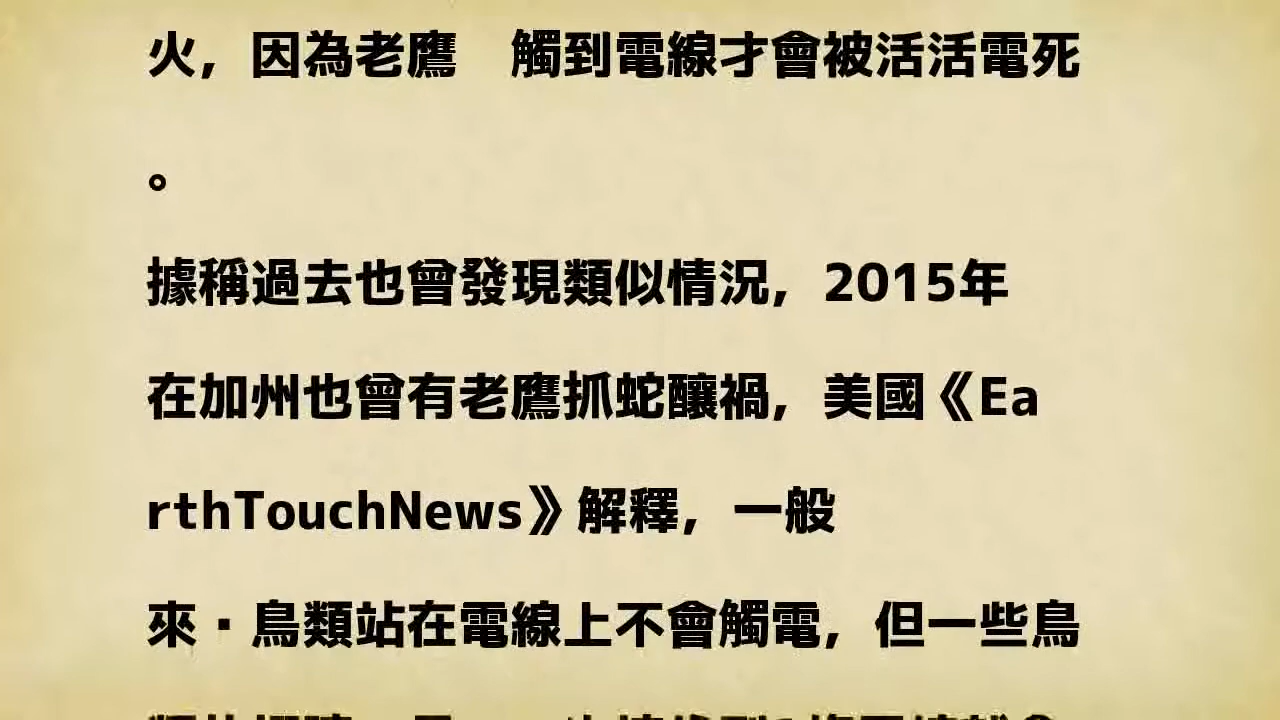 火，因為老鷹　觸到電線才會被活活電死
。
據稱過去也曾發現類似情況，2015年
在加州也曾有老鷹抓蛇釀禍，美國《Ea
rthTouchNews》解釋，一般
來·鳥類站在電線上不會觸電，但一些鳥